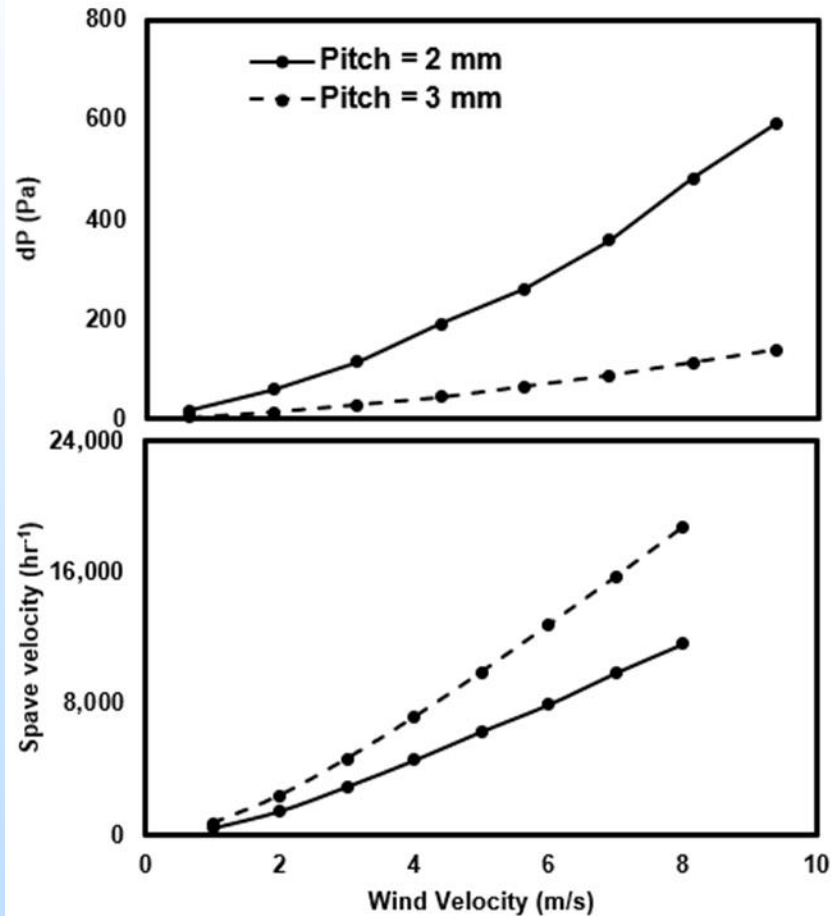 800
Pitch = 2 mm
Pitch = 3 mm
600
dP (Pa)
400
200
0
24,000
Spave velocity (hr⁻¹)
16,000
8,000
0
0 2 4 6 8 10
Wind Velocity (m/s)